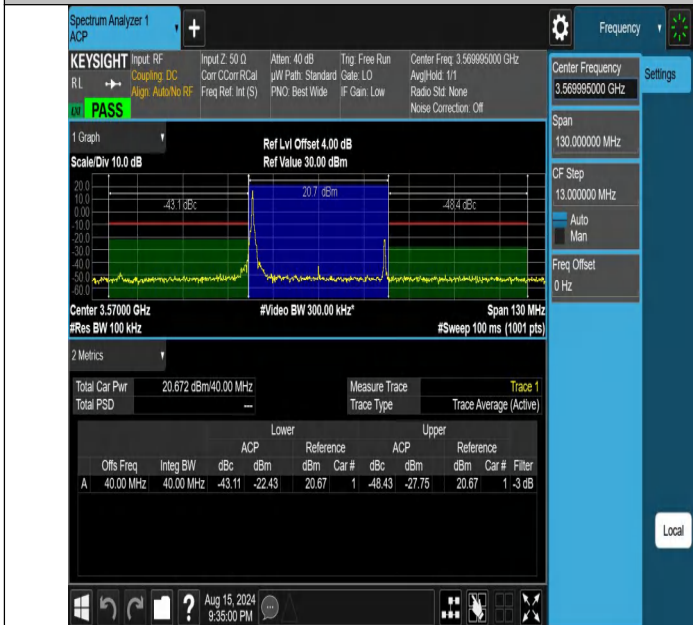 Spectrum Analyzer 1
ACP
Frequency
KEYSIGHT
RL
PASS
Input: RF
Coupling: DC
Align: Auto/No RF
Input Z: 50 Ω
Corr CCorr RCal
Freq Ref: Int (S)
Atten: 40 dB
µW Path: Standard
PNO: Best Wide
Trig: Free Run
Gate: LO
IF Gain: Low
Center Freq: 3.569995000 GHz
Avg|Hold: 1/1
Radio Std: None
Noise Correction: Off
Center Frequency
3.569995000 GHz
Settings
Span
130.000000 MHz
CF Step
13.000000 MHz
Auto
Man
Freq Offset
0 Hz
1 Graph
Scale/Div 10.0 dB
Ref Lvl Offset 4.00 dB
Ref Value 30.00 dBm
20.0
10.0
0.00
-10.0
-20.0
-30.0
-40.0
-50.0
-60.0
-43.1 dBc
20.7 dBm
-48.4 dBc
Center 3.57000 GHz
#Video BW 300.00 kHz*
Span 130 MHz
#Res BW 100 kHz
#Sweep 100 ms (1001 pts)
2 Metrics
Total Car Pwr 20.672 dBm/40.00 MHz
Total PSD ---
Measure Trace Trace 1
Trace Type Trace Average (Active)
Lower Upper
ACP Reference ACP Reference
Offs Freq Integ BW dBc dBm dBm Car # dBc dBm dBm Car # Filter
A 40.00 MHz 40.00 MHz -43.11 -22.43 20.67 1 -48.43 -27.75 20.67 1 -3 dB
Local
Aug 15, 2024
9:35:00 PM